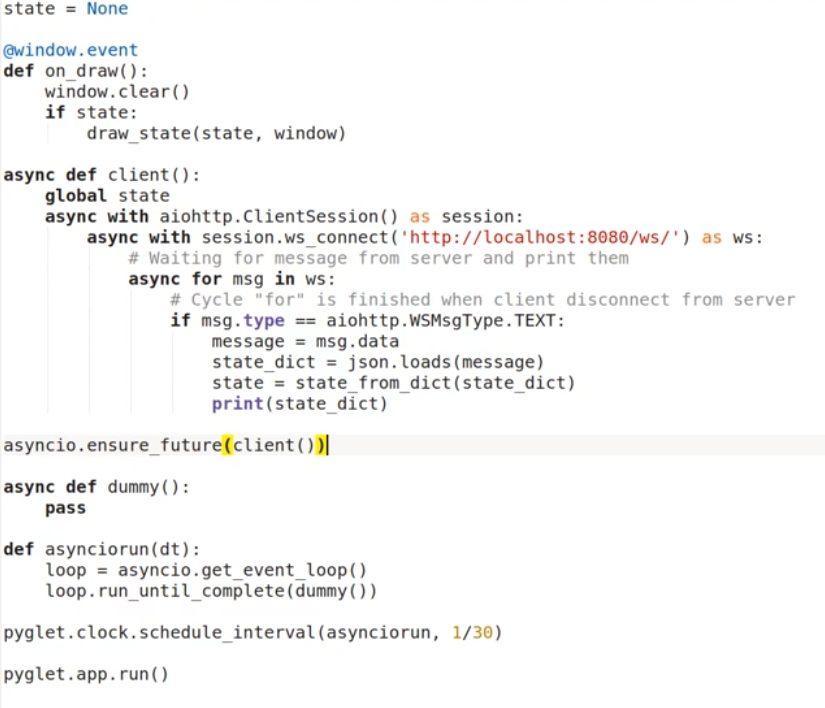 state = None
@window.event
def on_draw():
    window.clear()
    if state:
        draw_state(state, window)
async def client():
    global state
    async with aiohttp.ClientSession() as session:
        async with session.ws_connect('http://localhost:8080/ws/') as ws:
            # Waiting for message from server and print them
            async for msg in ws:
                # Cycle "for" is finished when client disconnect from server
                if msg.type == aiohttp.WSMsgType.TEXT:
                    message = msg.data
                    state_dict = json.loads(message)
                    state = state_from_dict(state_dict)
                    print(state_dict)
asyncio.ensure_future(client())
async def dummy():
    pass
def asynciorun(dt):
    loop = asyncio.get_event_loop()
    loop.run_until_complete(dummy())
pyglet.clock.schedule_interval(asynciorun, 1/30)
pyglet.app.run()